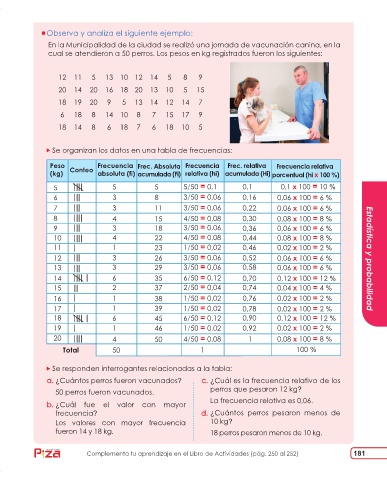 Observa y analiza el siguiente ejemplo:
En la Municipalidad de la ciudad se realizó una jornada de vacunación canina, en la
cual se atendieron a 50 perros. Los pesos en kg registrados fueron los siguientes:
12 11 5 13 10 12 14 5 8 9
20 14 20 16 18 20 13 10 5 15
18 19 20 9 5 13 14 12 14 7
6 18 8 14 10 8 7 15 17 9
18 14 8 6 18 7 6 18 10 5
Se organizan los datos en una tabla de frecuencias:
Peso (kg) Conteo Frecuencia absoluta (fi) Frec. Absoluta acumulada (fi) Frecuencia relativa (hi) Frec. relativa acumulada (Hi) Frecuencia relativa porcentual (hi x 100 %)
5 5 5 5/50 = 0,1 0,1 0,1 x 100 = 10 %
6 3 8 3/50 = 0,06 0,16 0,06 x 100 = 6 %
7 3 11 3/50 = 0,06 0,22 0,06 x 100 = 6 %
8 4 15 4/50 = 0,08 0,30 0,08 x 100 = 8 %
9 3 18 3/50 = 0,06 0,36 0,06 x 100 = 6 %
10 4 22 4/50 = 0,08 0,44 0,08 x 100 = 8 %
11 1 23 1/50 = 0,02 0,46 0,02 x 100 = 2 %
12 3 26 3/50 = 0,06 0,52 0,06 x 100 = 6 %
13 3 29 3/50 = 0,06 0,58 0,06 x 100 = 6 %
14 6 35 6/50 = 0,12 0,70 0,12 x 100 = 12 %
15 2 37 2/50 = 0,04 0,74 0,04 x 100 = 4 %
16 1 38 1/50 = 0,02 0,76 0,02 x 100 = 2 %
17 1 39 1/50 = 0,02 0,78 0,02 x 100 = 2 %
18 6 45 6/50 = 0,12 0,90 0,12 x 100 = 12 %
19 1 46 1/50 = 0,02 0,92 0,02 x 100 = 2 %
20 4 50 4/50 = 0,08 1 0,08 x 100 = 8 %
Total 50 1 100 %
Estadística y probabilidad
Se responden interrogantes relacionadas a la tabla:
a. ¿Cuántos perros fueron vacunados?
50 perros fueron vacunados.
b. ¿Cuál fue el valor con mayor
frecuencia?
Los valores con mayor frecuencia
fueron 14 y 18 kg.
c. ¿Cuál es la frecuencia relativa de los
perros que pesaron 12 kg?
La frecuencia relativa es 0,06.
d. ¿Cuántos perros pesaron menos de
10 kg?
18 perros pesaron menos de 10 kg.
Complementa tu aprendizaje en el Libro de Actividades (pág. 250 al 252) 181